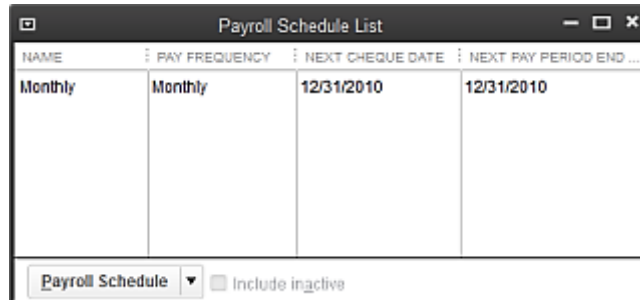 Payroll Schedule List
NAME PAY FREQUENCY NEXT CHEQUE DATE NEXT PAY PERIOD END ...
Monthly Monthly 12/31/2010 12/31/2010
Payroll Schedule Include inactive